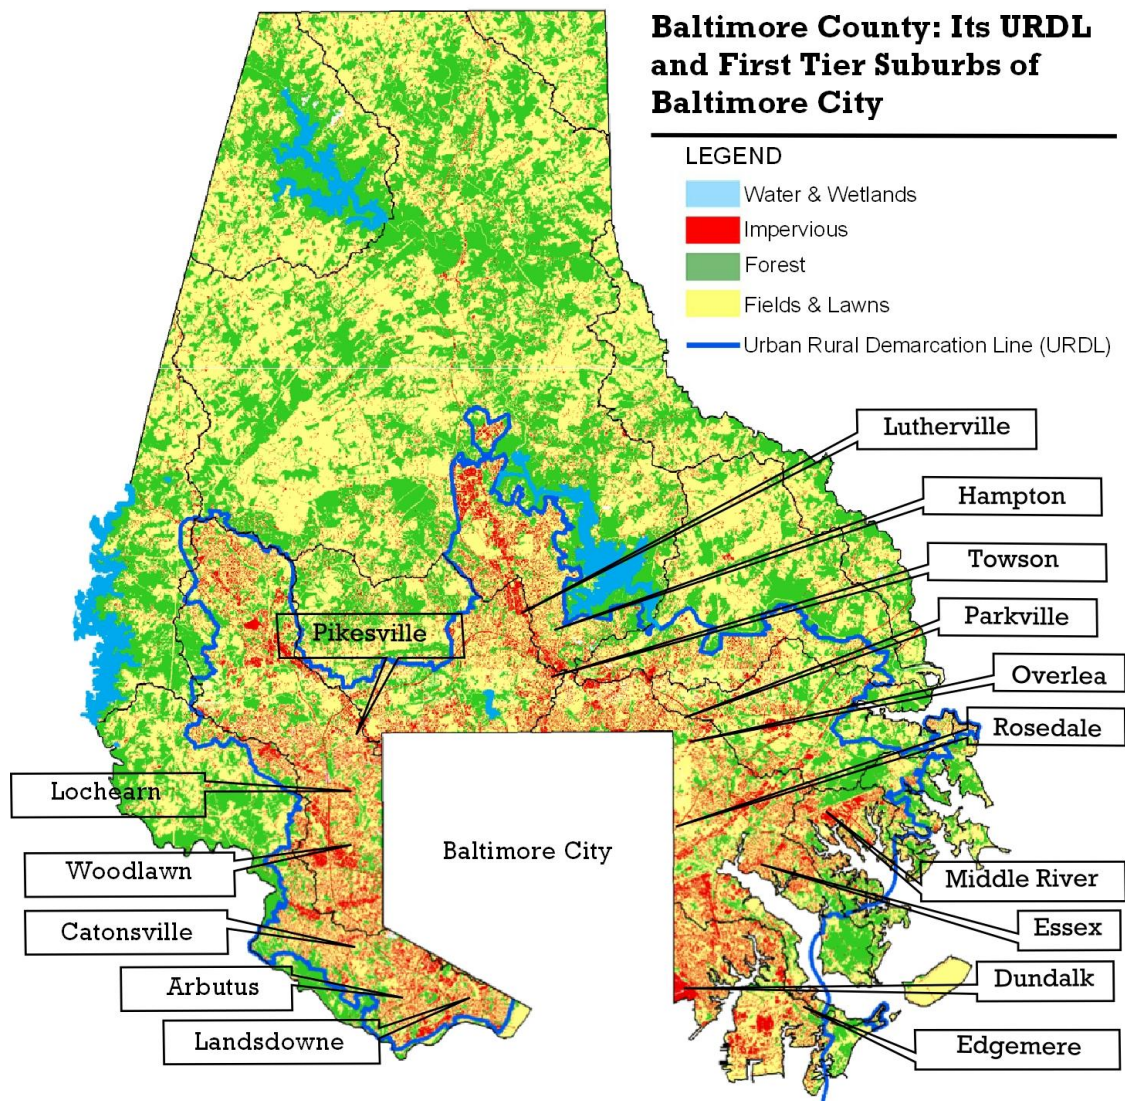 Baltimore County: Its URDL
and First Tier Suburbs of
Baltimore City
LEGEND
Water & Wetlands
Impervious
Forest
Fields & Lawns
Urban Rural Demarcation Line (URDL)
Lutherville
Hampton
Towson
Parkville
Pikesville
Overlea
Rosedale
Lochearn
Baltimore City
Woodlawn
Middle River
Catonsville
Essex
Arbutus
Dundalk
Landsdowne
Edgemere